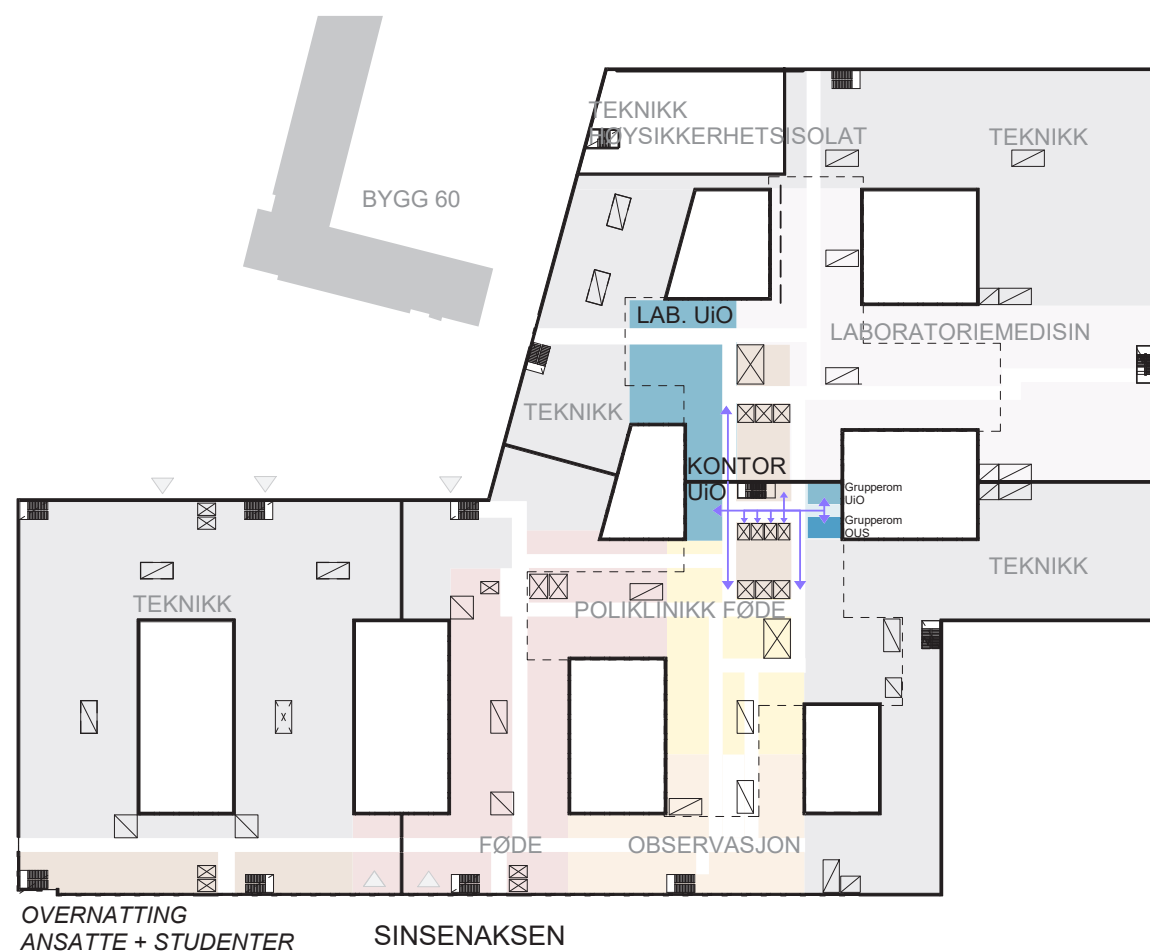 TEKNIKK
HØYSIKKERHETSISOLAT
TEKNIKK
BYGG 60
LAB. UiO
LABORATORIEMEDISIN
TEKNIKK
KONTOR
UiO
Grupperom
UiO
Grupperom
OUS
TEKNIKK
TEKNIKK
POLIKLINIKK FØDE
X
FØDE
OBSERVASJON
OVERNATTING
ANSATTE + STUDENTER
SINSENAKSEN